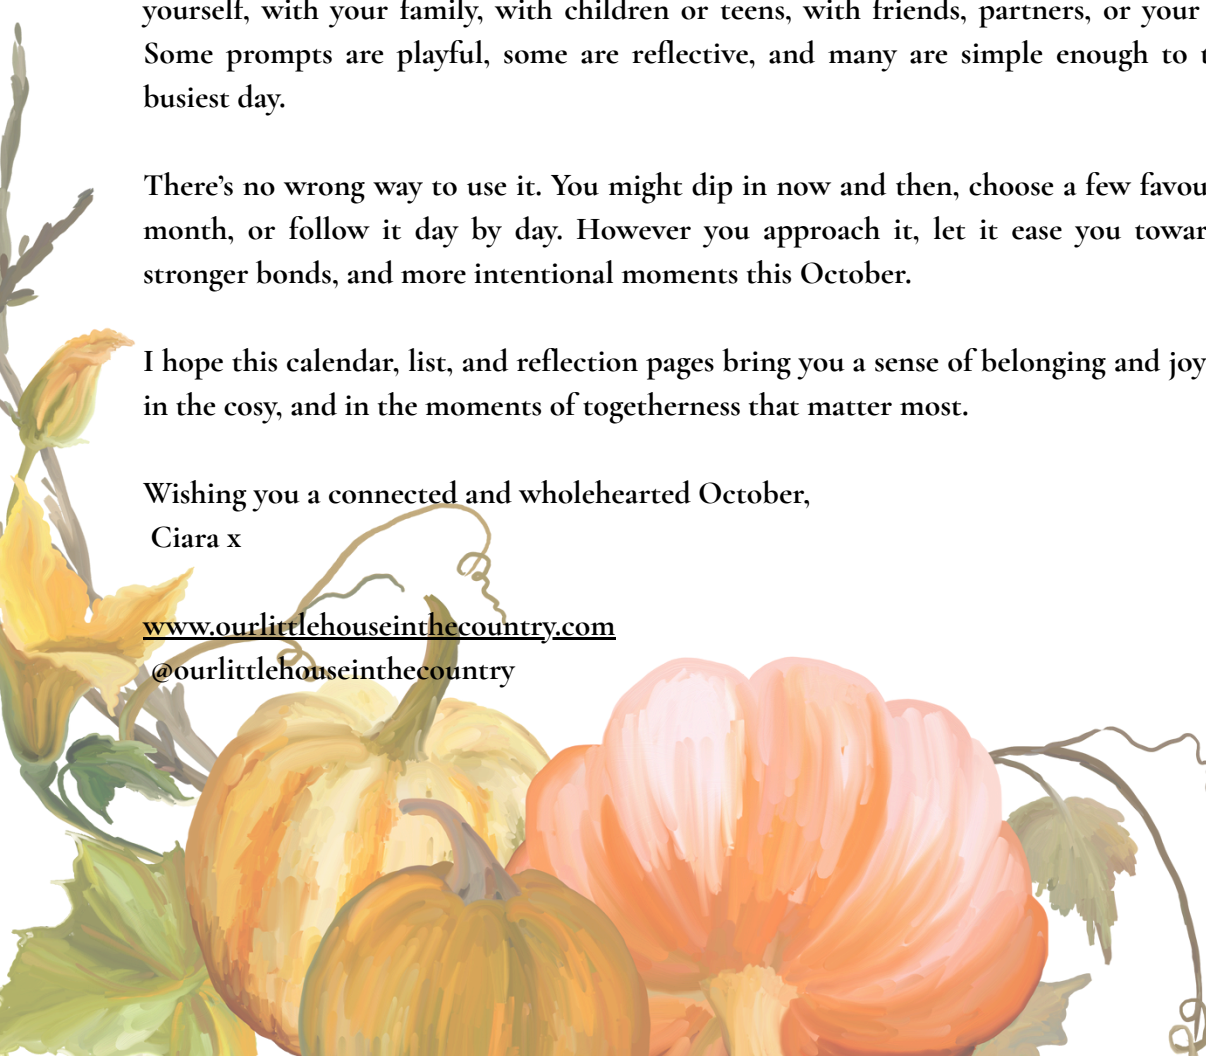 yourself, with your family, with children or teens, with friends, partners, or your
Some prompts are playful, some are reflective, and many are simple enough to
busiest day.
There’s no wrong way to use it. You might dip in now and then, choose a few
month, or follow it day by day. However you approach it, let it ease you
stronger bonds, and more intentional moments this October.
I hope this calendar, list, and reflection pages bring you a sense of belonging and joy
in the cosy, and in the moments of togetherness that matter most.
Wishing you a connected and wholehearted October,
Ciara x
www.ourlittlehouseinthecountry.com
@ourlittlehouseinthecountry